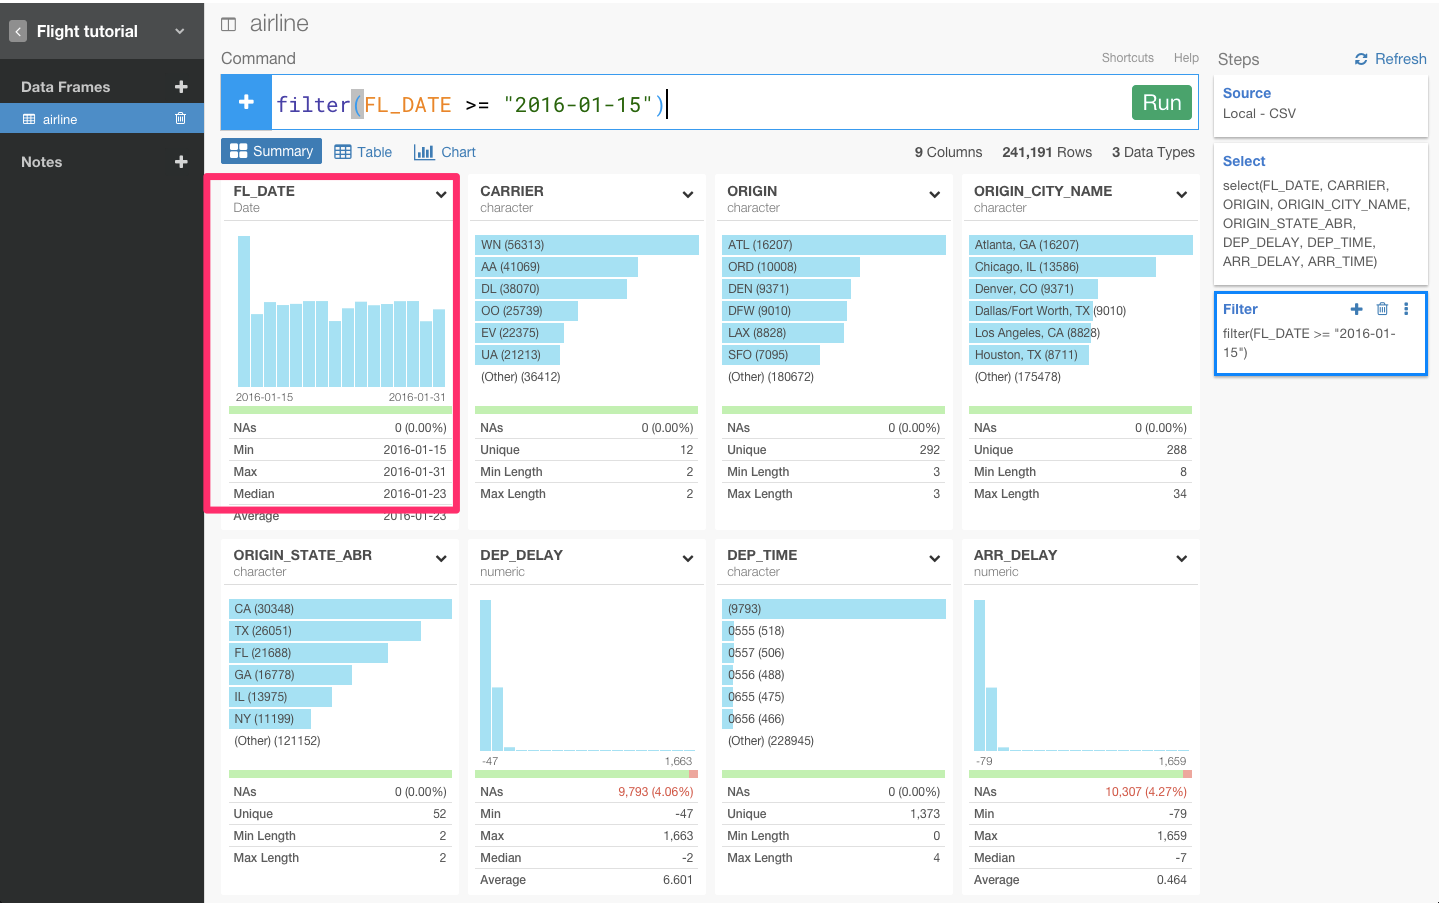 Flight tutorial
Data Frames
airline
Notes
airline
Command
Shortcuts Help
filter(FL_DATE >= "2016-01-15")
Run
Summary Table Chart
9 Columns 241,191 Rows 3 Data Types
FL_DATE
Date
2016-01-15 2016-01-31
NAs 0 (0.00%)
Min 2016-01-15
Max 2016-01-31
Median 2016-01-23
Average 2016-01-23
CARRIER
character
WN (56313)
AA (41069)
DL (38070)
OO (25739)
EV (22375)
UA (21213)
(Other) (36412)
NAs 0 (0.00%)
Unique 12
Min Length 2
Max Length 2
ORIGIN
character
ATL (16207)
ORD (10008)
DEN (9371)
DFW (9010)
LAX (8828)
SFO (7095)
(Other) (180672)
NAs 0 (0.00%)
Unique 292
Min Length 3
Max Length 3
ORIGIN_CITY_NAME
character
Atlanta, GA (16207)
Chicago, IL (13586)
Denver, CO (9371)
Dallas/Fort Worth, TX (9010)
Los Angeles, CA (8828)
Houston, TX (8711)
(Other) (175478)
NAs 0 (0.00%)
Unique 288
Min Length 8
Max Length 34
ORIGIN_STATE_ABR
character
CA (30348)
TX (26051)
FL (21688)
GA (16778)
IL (13975)
NY (11199)
(Other) (121152)
NAs 0 (0.00%)
Unique 52
Min Length 2
Max Length 2
DEP_DELAY
numeric
-47 1,663
NAs 9,793 (4.06%)
Min -47
Max 1,663
Median -2
Average 6.601
DEP_TIME
character
(9793)
0555 (518)
0557 (506)
0556 (488)
0655 (475)
0656 (466)
(Other) (228945)
NAs 0 (0.00%)
Unique 1,373
Min Length 0
Max Length 4
ARR_DELAY
numeric
-79 1,659
NAs 10,307 (4.27%)
Min -79
Max 1,659
Median -7
Average 0.464
Steps Refresh
Source
Local - CSV
Select
select(FL_DATE, CARRIER,
ORIGIN, ORIGIN_CITY_NAME,
ORIGIN_STATE_ABR,
DEP_DELAY, DEP_TIME,
ARR_DELAY, ARR_TIME)
Filter
filter(FL_DATE >= "2016-01-
15")